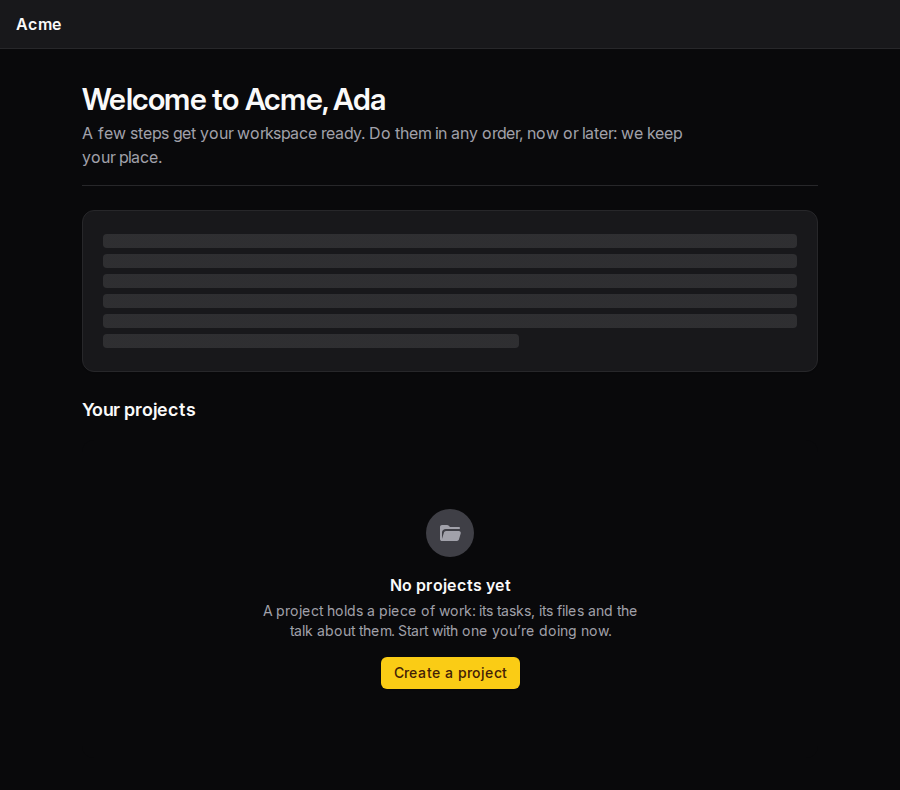 Acme
Welcome to Acme, Ada
A few steps get your workspace ready. Do them in any order, now or later: we keep
your place.
Your projects
No projects yet
A project holds a piece of work: its tasks, its files and the
talk about them. Start with one you’re doing now.
Create a project